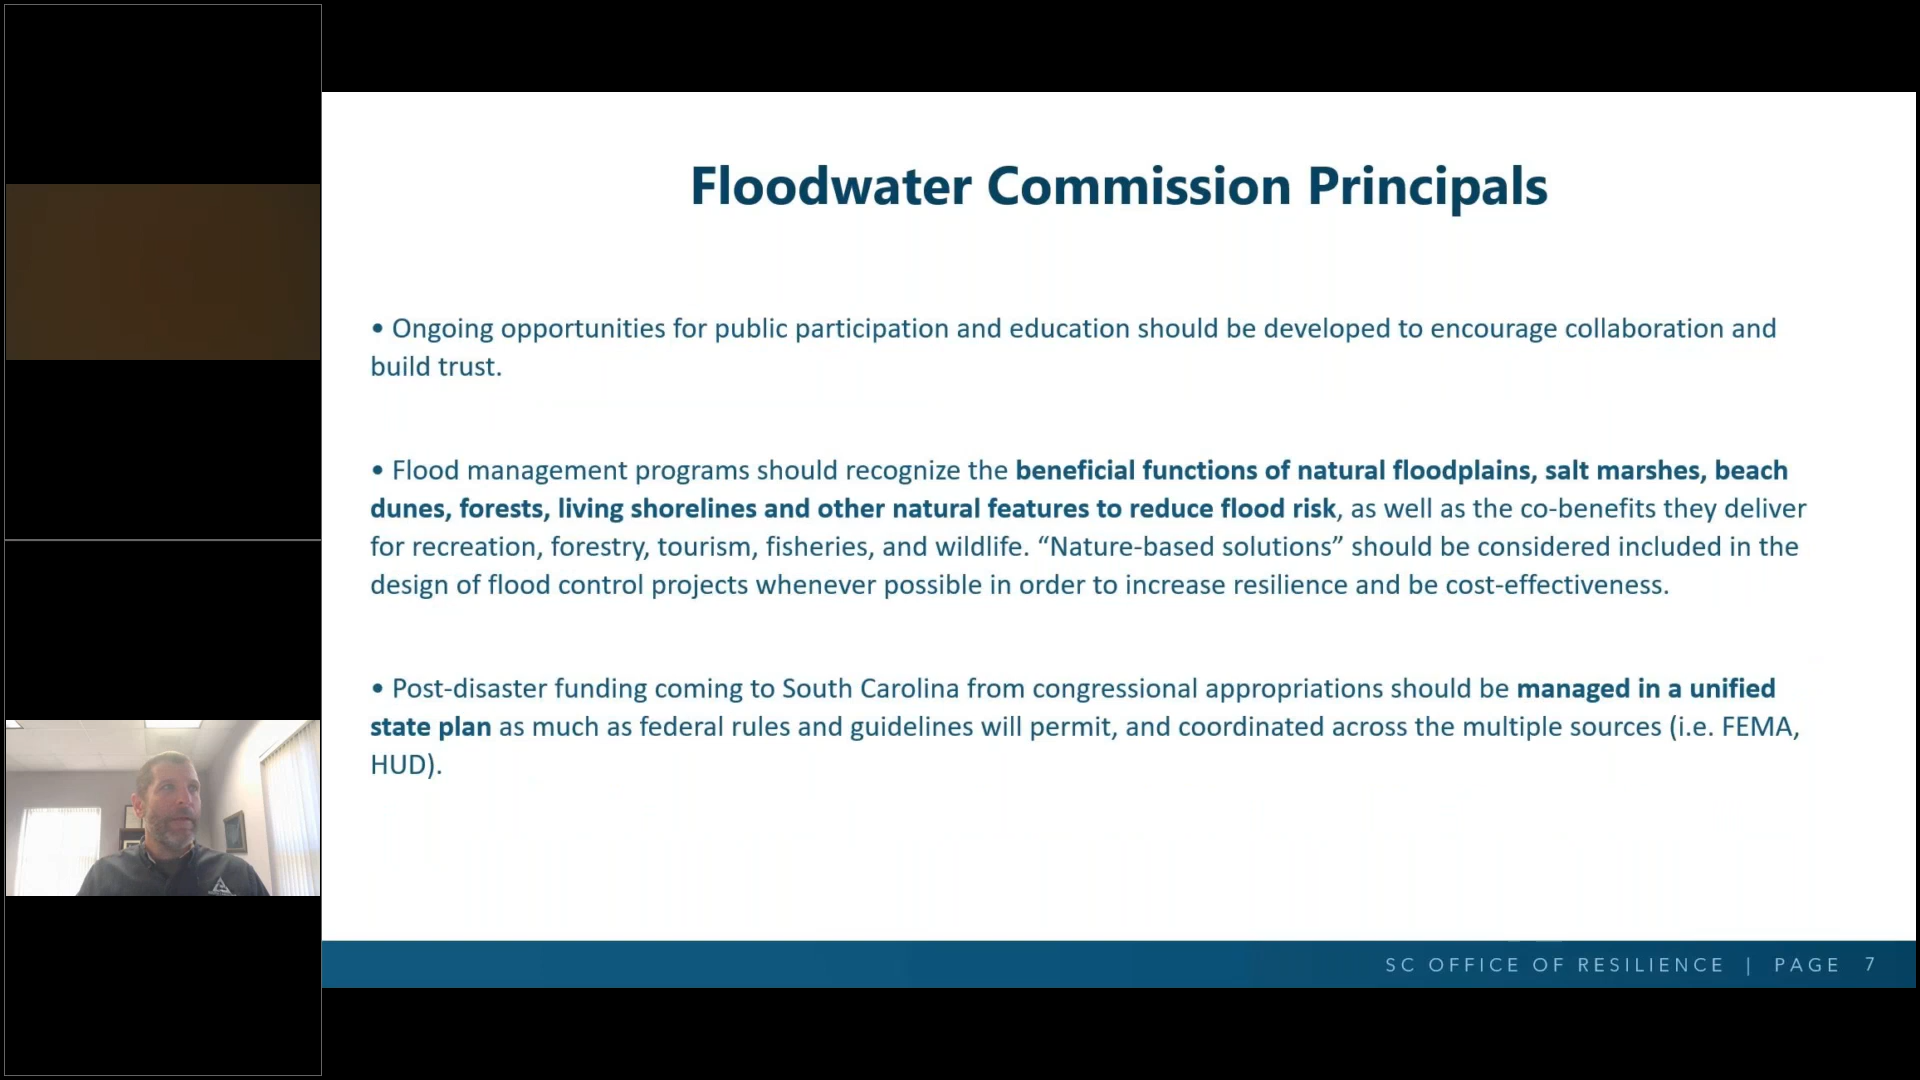 Floodwater Commission Principals
• Ongoing opportunities for public participation and education should be developed to encourage collaboration and
build trust.
• Flood management programs should recognize the beneficial functions of natural floodplains, salt marshes, beach
dunes, forests, living shorelines and other natural features to reduce flood risk, as well as the co-benefits they deliver
for recreation, forestry, tourism, fisheries, and wildlife. “Nature-based solutions” should be considered included in the
design of flood control projects whenever possible in order to increase resilience and be cost-effectiveness.
• Post-disaster funding coming to South Carolina from congressional appropriations should be managed in a unified
state plan as much as federal rules and guidelines will permit, and coordinated across the multiple sources (i.e. FEMA,
HUD).
SC OFFICE OF RESILIENCE | PAGE 7